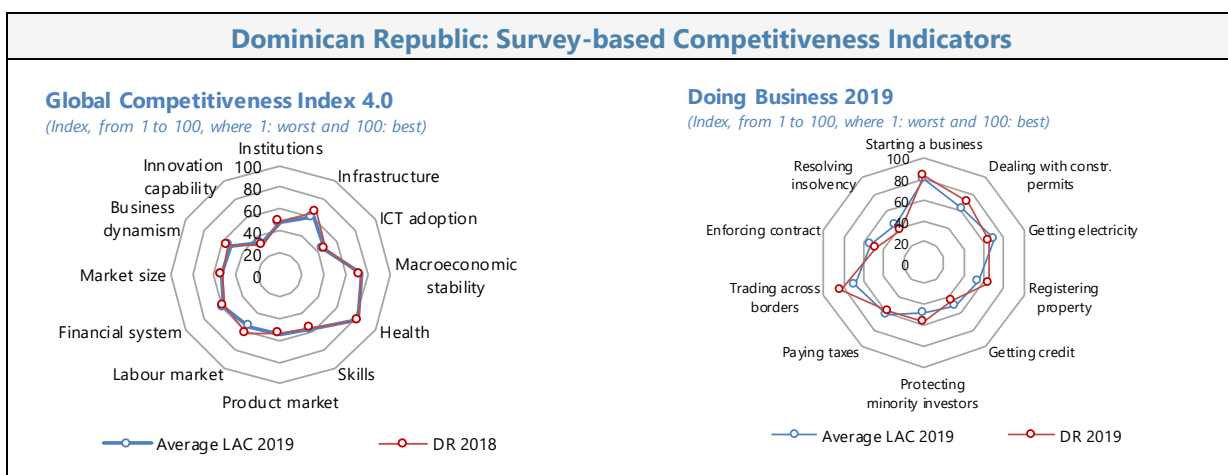 Dominican Republic: Survey-based Competitiveness Indicators
Global Competitiveness Index 4.0
(Index, from 1 to 100, where 1: worst and 100: best)
Institutions
Infrastructure
ICT adoption
Macroeconomic
stability
Health
Skills
Product market
Labour market
Financial system
Market size
Business
dynamism
Innovation
capability
100
80
60
40
20
0
Average LAC 2019
DR 2018
Doing Business 2019
(Index, from 1 to 100, where 1: worst and 100: best)
Starting a business
Dealing with constr.
permits
Getting electricity
Registering
property
Getting credit
Protecting
minority investors
Paying taxes
Trading across
borders
Enforcing contract
Resolving
insolvency
100
80
60
40
20
0
Average LAC 2019
DR 2019